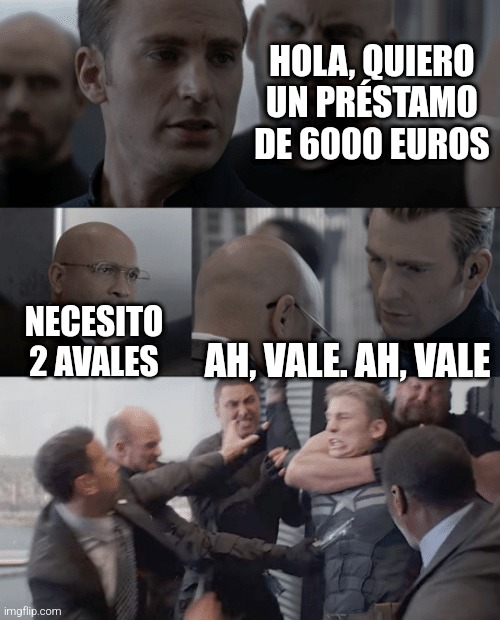 HOLA, QUIERO
UN PRÉSTAMO
DE 6000 EUROS
NECESITO
2 AVALES
AH, VALE. AH, VALE
imgflip.com